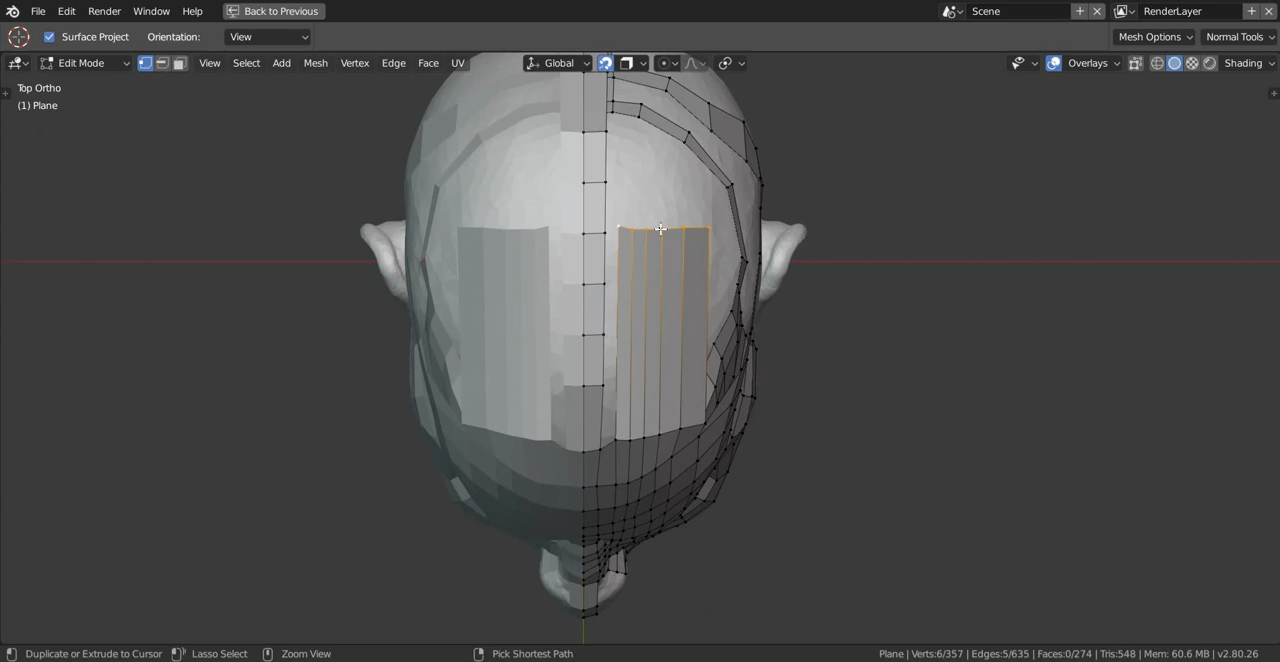 File Edit Render Window Help Back to Previous Scene RenderLayer
Surface Project Orientation: View Mesh Options Normal Tools
Edit Mode View Select Add Mesh Vertex Edge Face UV Global Overlays Shading
Top Ortho
(1) Plane
Duplicate or Extrude to Cursor Lasso Select Zoom View Pick Shortest Path Plane | Verts:6/357 | Edges:5/635 | Faces:0/274 | Tris:548 | Mem: 60.6 MB | v2.80.26